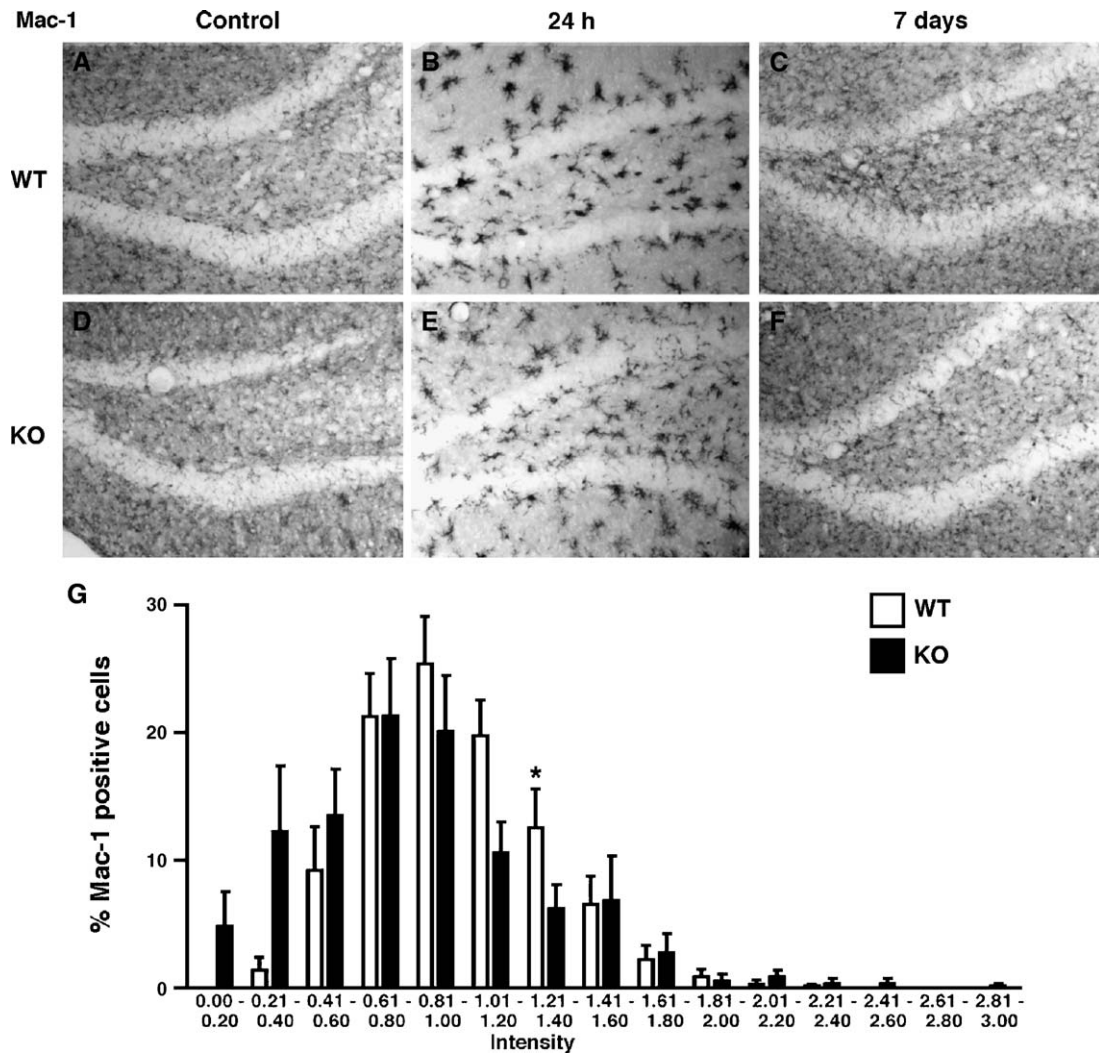 Mac-1 Control 24 h 7 days
A B C
WT
D E F
KO
G
30
WT
KO
20
10
0
% Mac-1 positive cells
*
0.00 - 0.21 - 0.41 - 0.61 - 0.81 - 1.01 - 1.21 - 1.41 - 1.61 - 1.81 - 2.01 - 2.21 - 2.41 - 2.61 - 2.81 -
0.20 0.40 0.60 0.80 1.00 1.20 1.40 1.60 1.80 2.00 2.20 2.40 2.60 2.80 3.00
Intensity